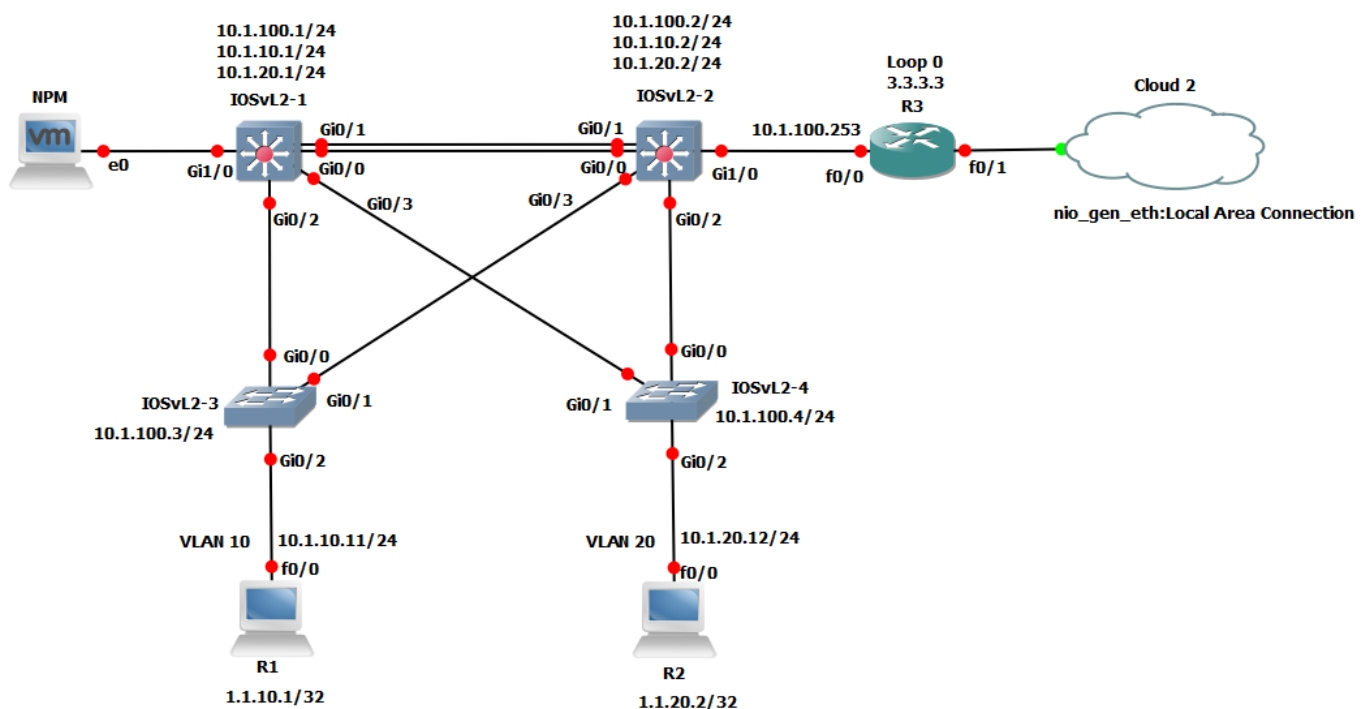 10.1.100.1/24
10.1.10.1/24
10.1.20.1/24
10.1.100.2/24
10.1.10.2/24
10.1.20.2/24
Loop 0
3.3.3.3
R3
Cloud 2
NPM
vm
IOSvL2-1
IOSvL2-2
e0
Gi1/0
Gi0/1
Gi0/0
Gi0/1
Gi0/0
Gi1/0
10.1.100.253
f0/0
f0/1
Gi0/2
Gi0/3
Gi0/3
Gi0/2
nio_gen_eth:Local Area Connection
Gi0/0
Gi0/0
IOSvL2-3
Gi0/1
10.1.100.3/24
Gi0/1
IOSvL2-4
10.1.100.4/24
Gi0/2
Gi0/2
VLAN 10
10.1.10.11/24
f0/0
VLAN 20
10.1.20.12/24
f0/0
R1
1.1.10.1/32
R2
1.1.20.2/32